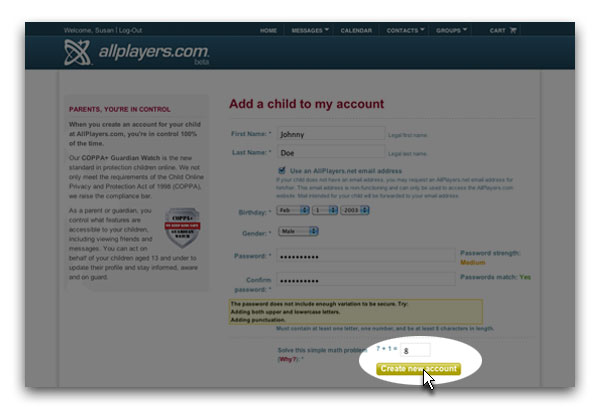 Welcome, Susan | Log-Out
HOME MESSAGES CALENDAR CONTACTS GROUPS CART
allplayers.com
beta
PARENTS, YOU'RE IN CONTROL
When you create an account for your child
at AllPlayers.com, you're in control 100%
of the time.
Our COPPA+ Guardian Watch is the new
standard in protection children online. We not
only meet the requirements of the Child Online
Privacy and Protection Act of 1998 (COPPA),
we raise the compliance bar.
As a parent or guardian, you
control what features are
accessible to your children,
including viewing friends and
messages. You can act on
behalf of your children aged 13 and under to
update their profile and stay informed, aware
and on guard.
COPPA+
GUARDIAN
WATCH
Add a child to my account
First Name: * Johnny Legal first name.
Last Name: * Doe Legal last name.
Use an AllPlayers.net email address
If your child does not have an email address, you may request an AllPlayers.net email address for
him/her. This email address is non-functioning and can only be used to access the AllPlayers.com
website. Mail intended for your child will be forwarded to your email address.
Birthday: * Feb 1 2003
Gender: * Male
Password: * •••••••••• Password strength:
Medium
Confirm
password: * •••••••••• Passwords match: Yes
The password does not include enough variation to be secure. Try:
Adding both upper and lowercase letters.
Adding punctuation.
Must contain at least one letter, one number, and be at least 8 characters in length.
Solve this simple math problem
(Why?): * 7 + 1 = 8
Create new account